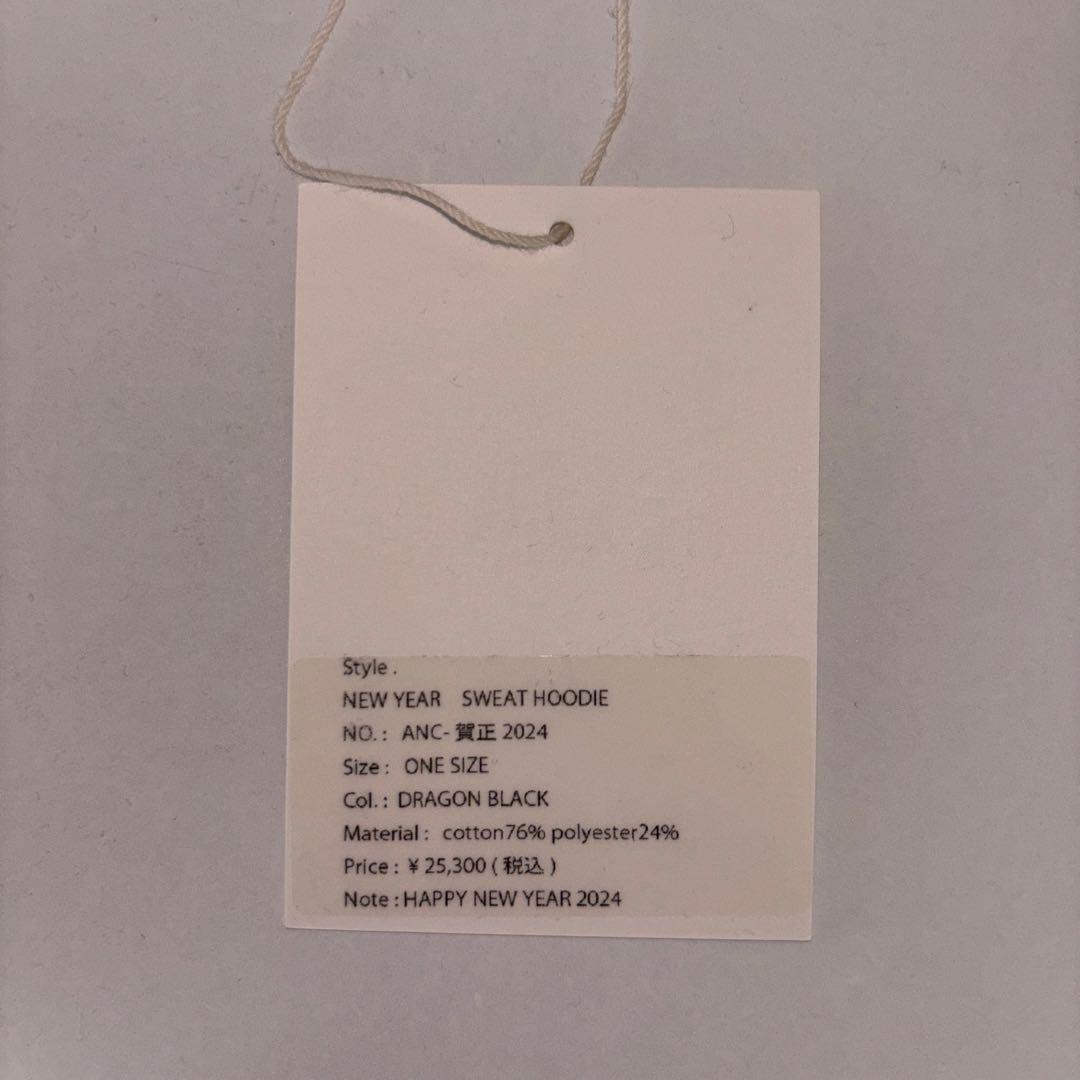 Style .
NEW YEAR SWEAT HOODIE
NO. : ANC- 賀正 2024
Size : ONE SIZE
Col. : DRAGON BLACK
Material : cotton76% polyester24%
Price : ¥ 25,300 ( 税込 )
Note : HAPPY NEW YEAR 2024